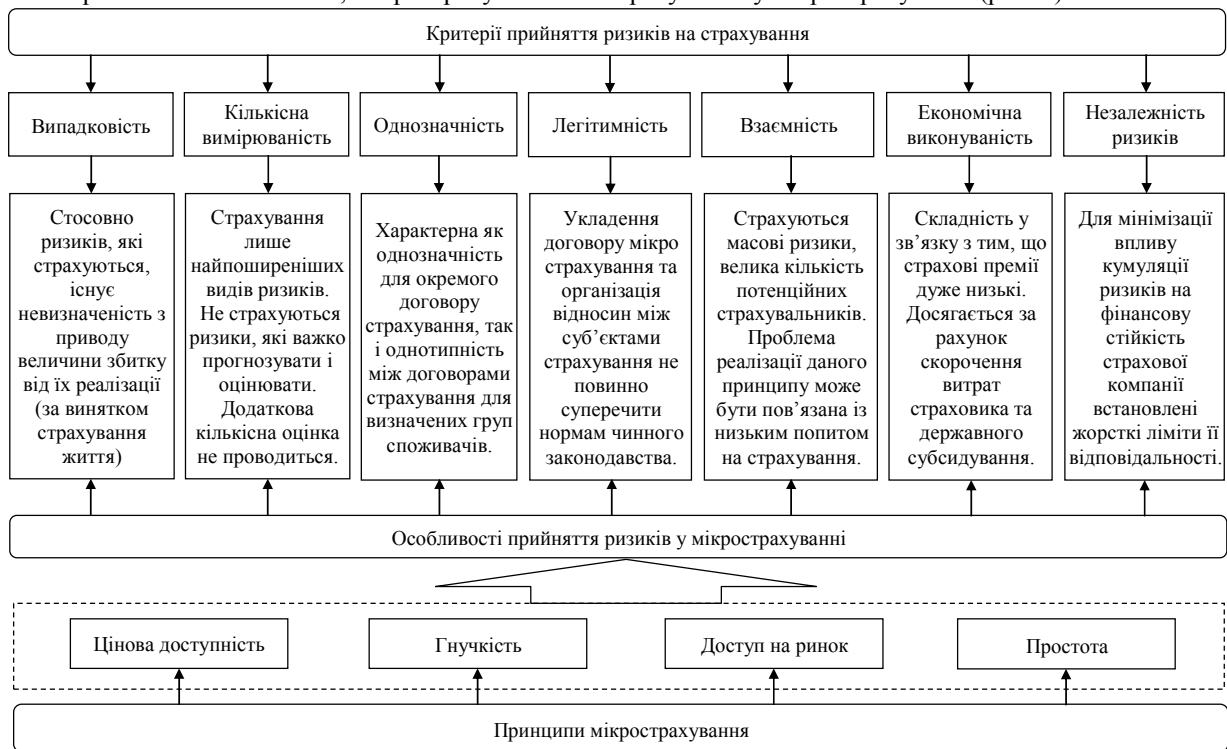 Критерії прийняття ризиків на страхування
Випадковість
Кількісна
вимірюваність
Однозначність
Легітимність
Взаємність
Економічна
виконуваність
Незалежність
ризиків
Стосовно
ризиків, які
страхуються,
існує
невизначеність з
приводу
величини збитку
від їх реалізації
(за винятком
страхування
життя)
Страхування
лише
найпоширеніших
видів ризиків.
Не страхуються
ризики, які важко
прогнозувати і
оцінювати.
Додаткова
кількісна оцінка
не проводиться.
Характерна як
однозначність
для окремого
договору
страхування, так
і однотипність
між договорами
страхування для
визначених груп
споживачів.
Укладення
договору мікро
страхування та
організація
відносин між
суб’єктами
страхування не
повинно
суперечити
нормам чинного
законодавства.
Страхуються
масові ризики,
велика кількість
потенційних
страхувальників.
Проблема
реалізації даного
принципу може
бути пов’язана із
низьким попитом
на страхування.
Складність у
зв’язку з тим, що
страхові премії
дуже низькі.
Досягається за
рахунок
скорочення
витрат
страховика та
державного
субсидування.
Для мінімізації
впливу
кумуляції
ризиків на
фінансову
стійкість
страхової
компанії
встановлені
жорсткі ліміти її
відповідальності.
Особливості прийняття ризиків у мікрострахуванні
Цінова доступність
Гнучкість
Доступ на ринок
Простота
Принципи мікрострахування